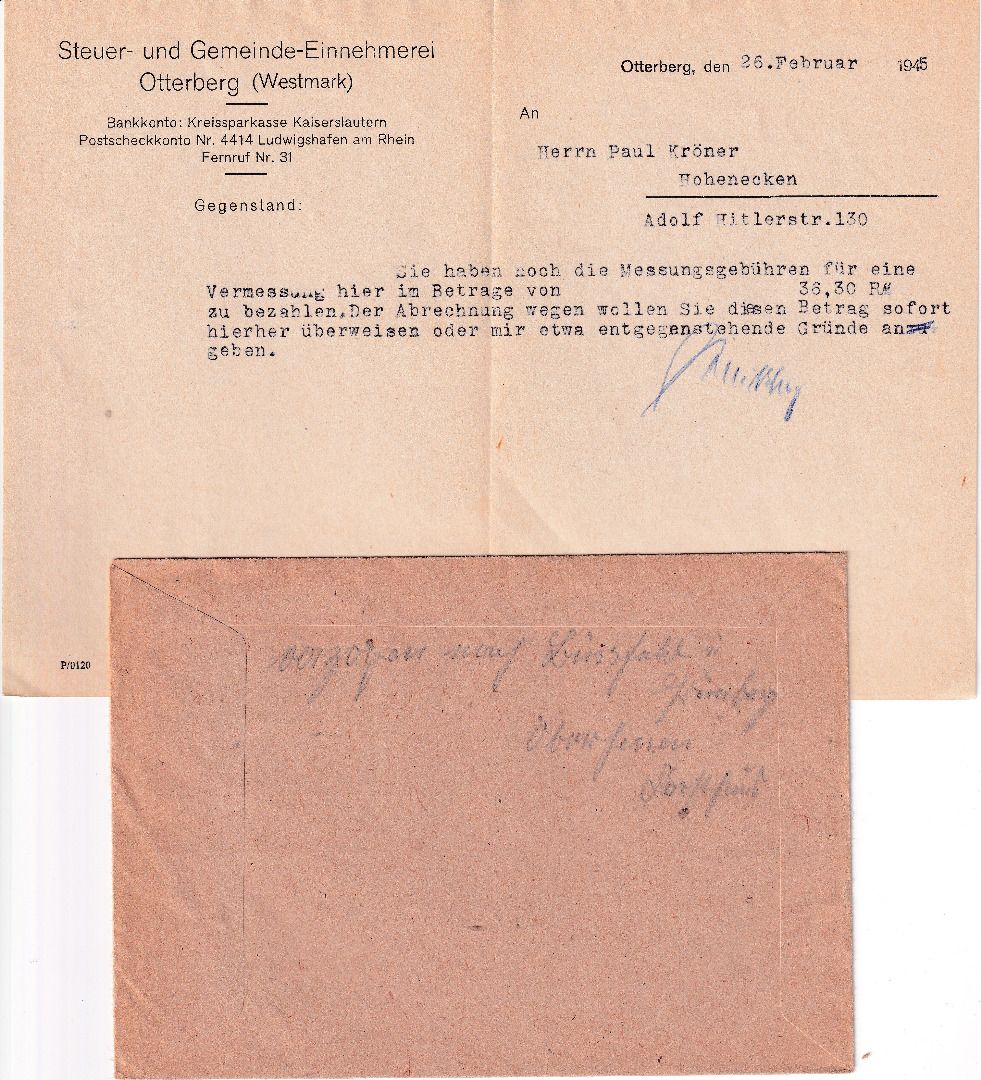 Steuer- und Gemeinde-Einnehmerei
Otterberg (Westmark)
Bankkonto: Kreissparkasse Kaiserslautern
Postscheckkonto Nr. 4414 Ludwigshafen am Rhein
Fernruf Nr. 31
Gegenstand:
Otterberg, den 26.Februar 1945
An
Herrn Paul Kröner
Hohenecken
Adolf Hitlerstr.130
Sie haben noch die Messungsgebühren für eine
Vermessung hier im Betrage von 36,30 RM
zu bezahlen.Der Abrechnung wegen wollen Sie diesen Betrag sofort
hierher überweisen oder mir etwa entgegenstehende Gründe an-
geben.
P/0120
verzogen nach